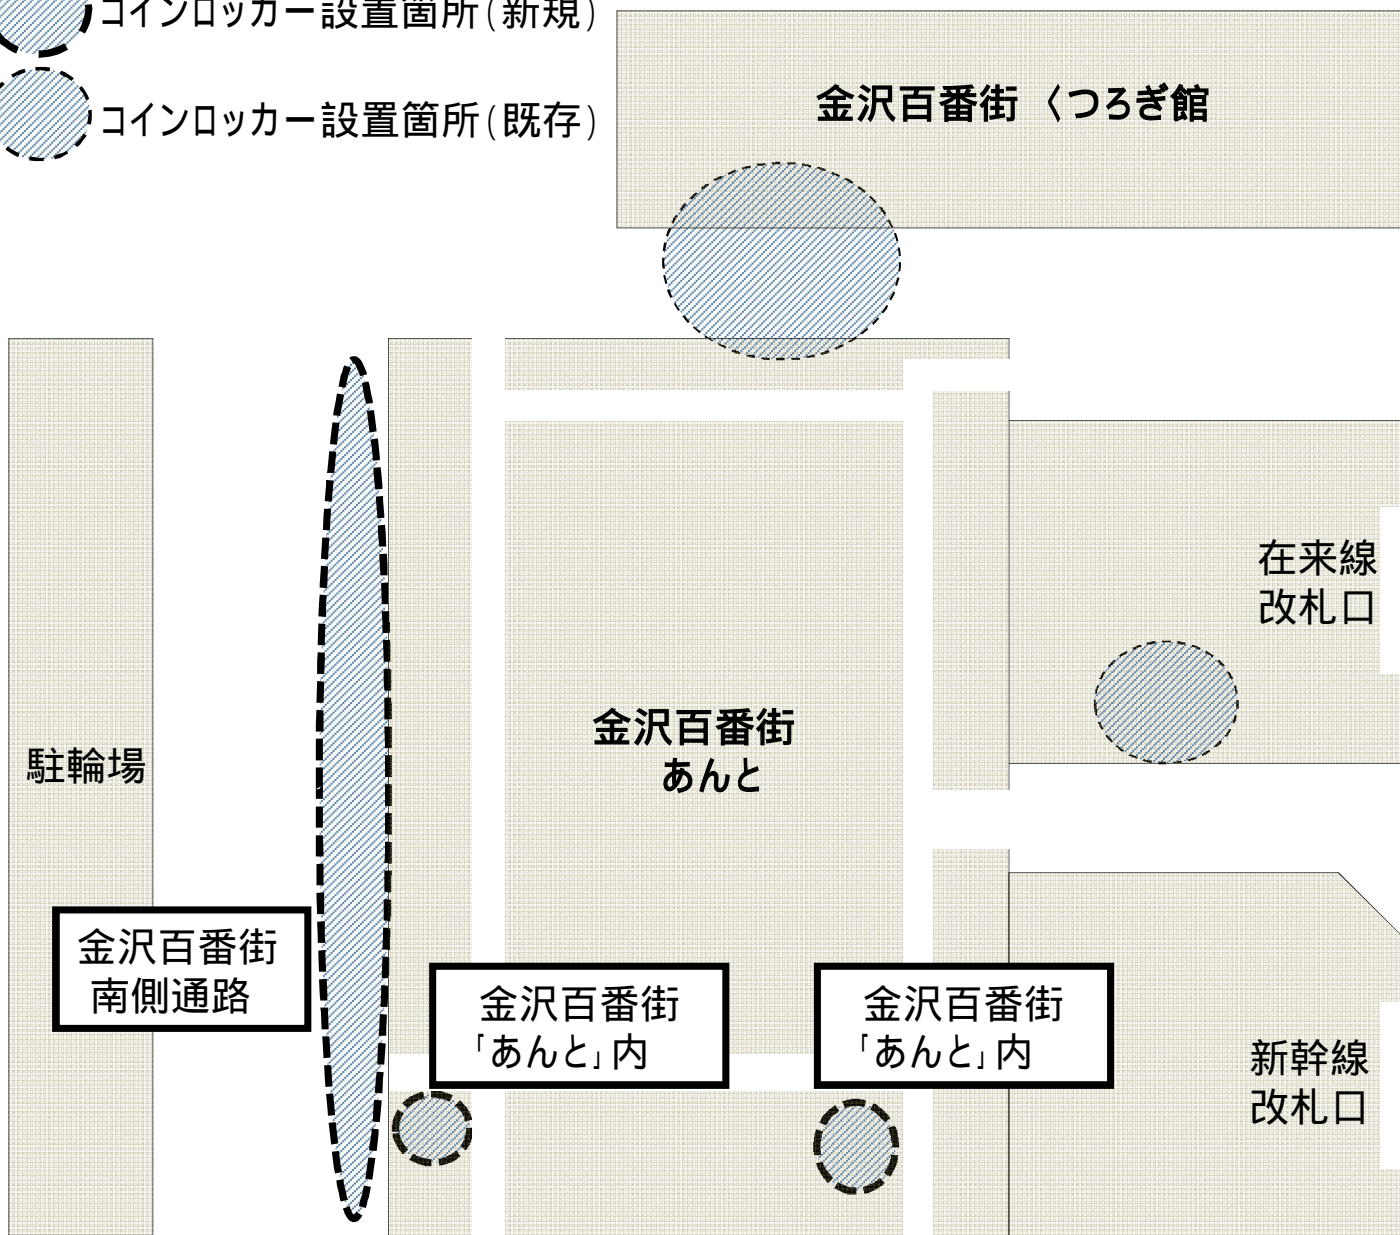 コインロッカー設置箇所(新規)
コインロッカー設置箇所(既存)
金沢百番街 くつろぎ館
在来線
改札口
金沢百番街
あんと
駐輪場
金沢百番街
南側通路
金沢百番街
「あんと」内
金沢百番街
「あんと」内
新幹線
改札口